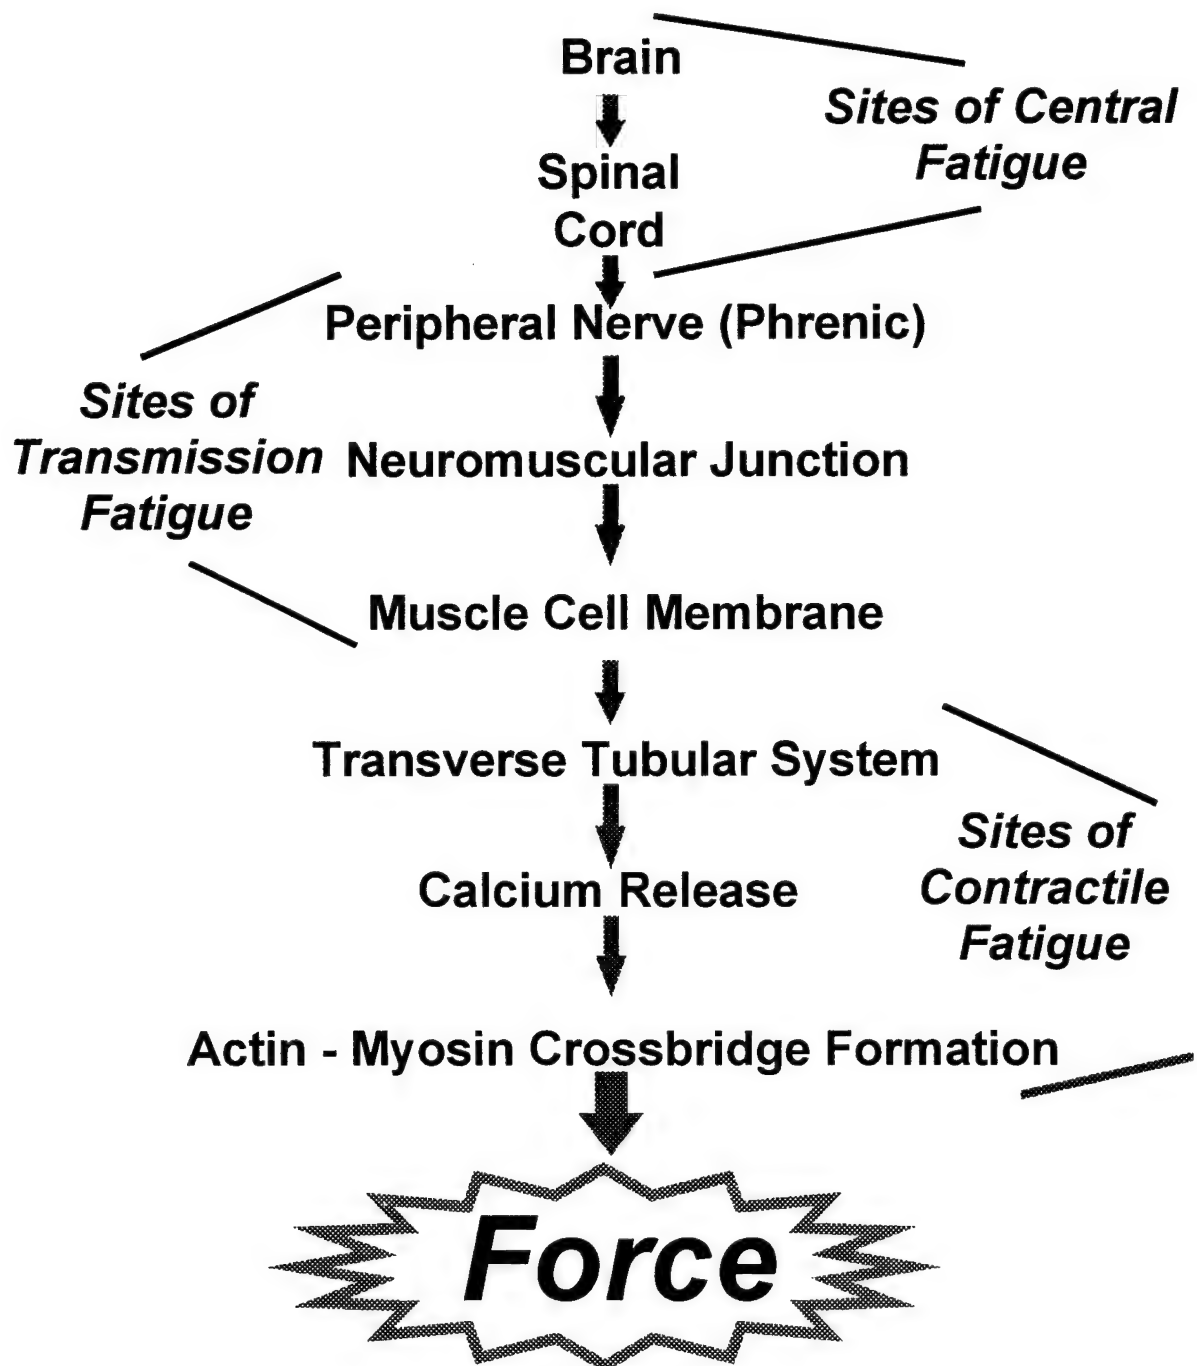 Brain
Sites of Central
Fatigue
Spinal
Cord
Peripheral Nerve (Phrenic)
Sites of
Transmission
Fatigue
Neuromuscular Junction
Muscle Cell Membrane
Transverse Tubular System
Sites of
Contractile
Fatigue
Calcium Release
Actin - Myosin Crossbridge Formation
Force